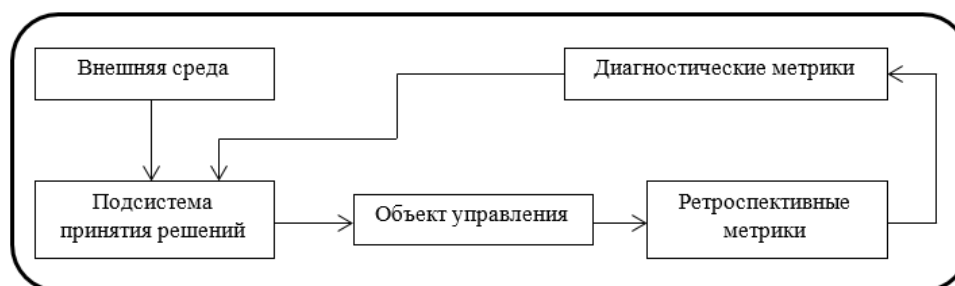 Внешняя среда
Диагностические метрики
Подсистема
принятия решений
Объект управления
Ретроспективные
метрики